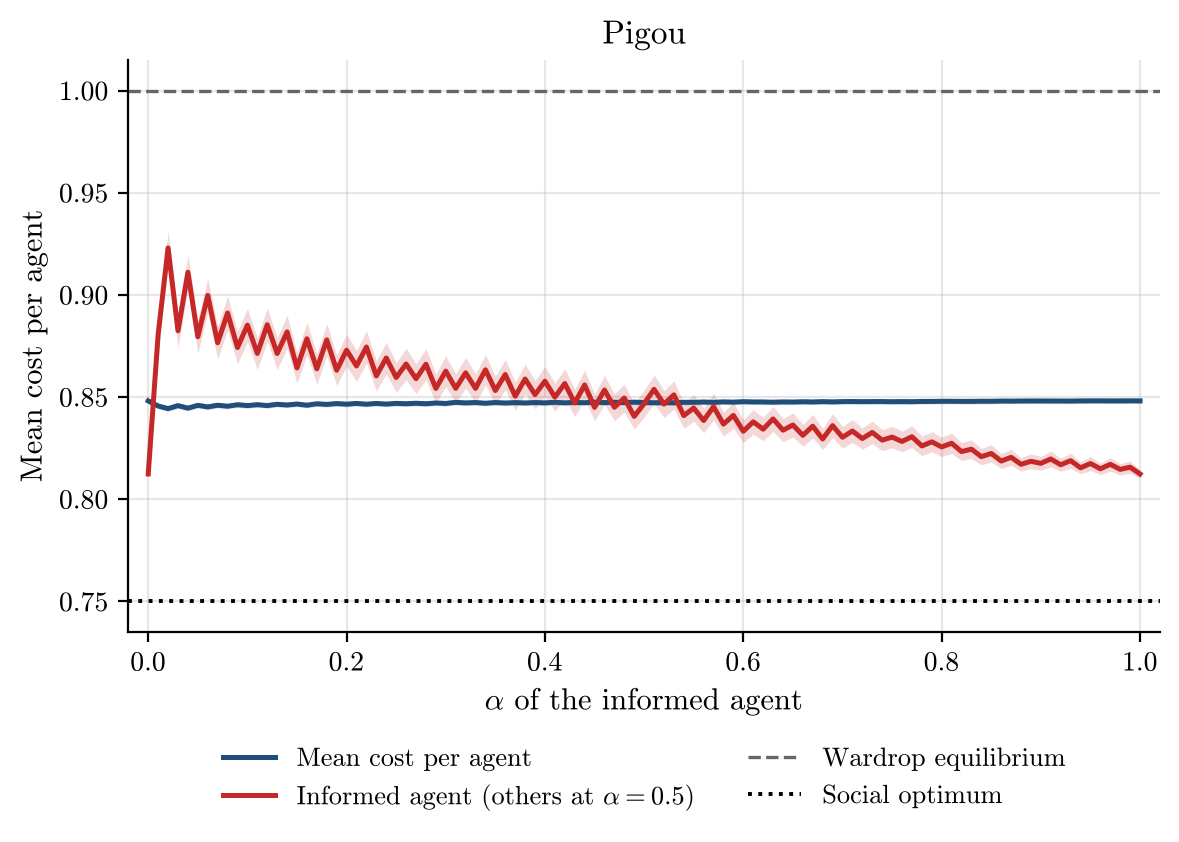 Pigou
1.00
0.95
0.90
0.85
0.80
0.75
Mean cost per agent
0.0 0.2 0.4 0.6 0.8 1.0
α of the informed agent
Mean cost per agent
Informed agent (others at α = 0.5)
Wardrop equilibrium
Social optimum